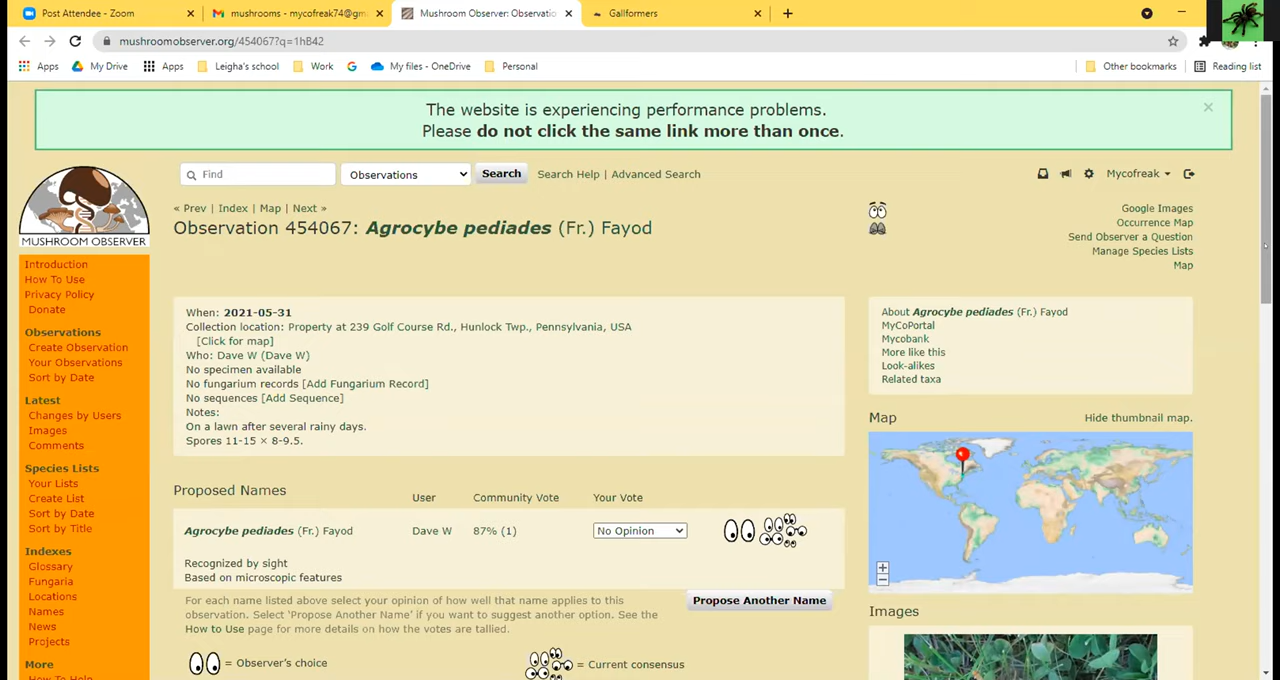 Post Attendee - Zoom
mushrooms - mycofreak74@gm
Mushroom Observer: Observatio
Gallformers
mushroomobserver.org/454067?q=1hB42
Apps My Drive Apps Leigha's school Work My files - OneDrive Personal Other bookmarks Reading list
The website is experiencing performance problems.
Please do not click the same link more than once.
Find Observations Search Search Help | Advanced Search Mycofreak
MUSHROOM OBSERVER
« Prev | Index | Map | Next »
Observation 454067: Agrocybe pediades (Fr.) Fayod
Google Images
Occurrence Map
Send Observer a Question
Manage Species Lists
Map
Introduction
How To Use
Privacy Policy
Donate
Observations
Create Observation
Your Observations
Sort by Date
Latest
Changes by Users
Images
Comments
Species Lists
Your Lists
Create List
Sort by Date
Sort by Title
Indexes
Glossary
Fungaria
Locations
Names
News
Projects
More
How To Help
When: 2021-05-31
Collection location: Property at 239 Golf Course Rd., Hunlock Twp., Pennsylvania, USA
[Click for map]
Who: Dave W (Dave W)
No specimen available
No fungarium records [Add Fungarium Record]
No sequences [Add Sequence]
Notes:
On a lawn after several rainy days.
Spores 11-15 × 8-9.5.
About Agrocybe pediades (Fr.) Fayod
MyCoPortal
Mycobank
More like this
Look-alikes
Related taxa
Map Hide thumbnail map.
Proposed Names User Community Vote Your Vote
Agrocybe pediades (Fr.) Fayod Dave W 87% (1) No Opinion
Recognized by sight
Based on microscopic features
For each name listed above select your opinion of how well that name applies to this
observation. Select 'Propose Another Name' if you want to suggest another option. See the
How to Use page for more details on how the votes are tallied.
Propose Another Name
= Observer's choice
= Current consensus
Images